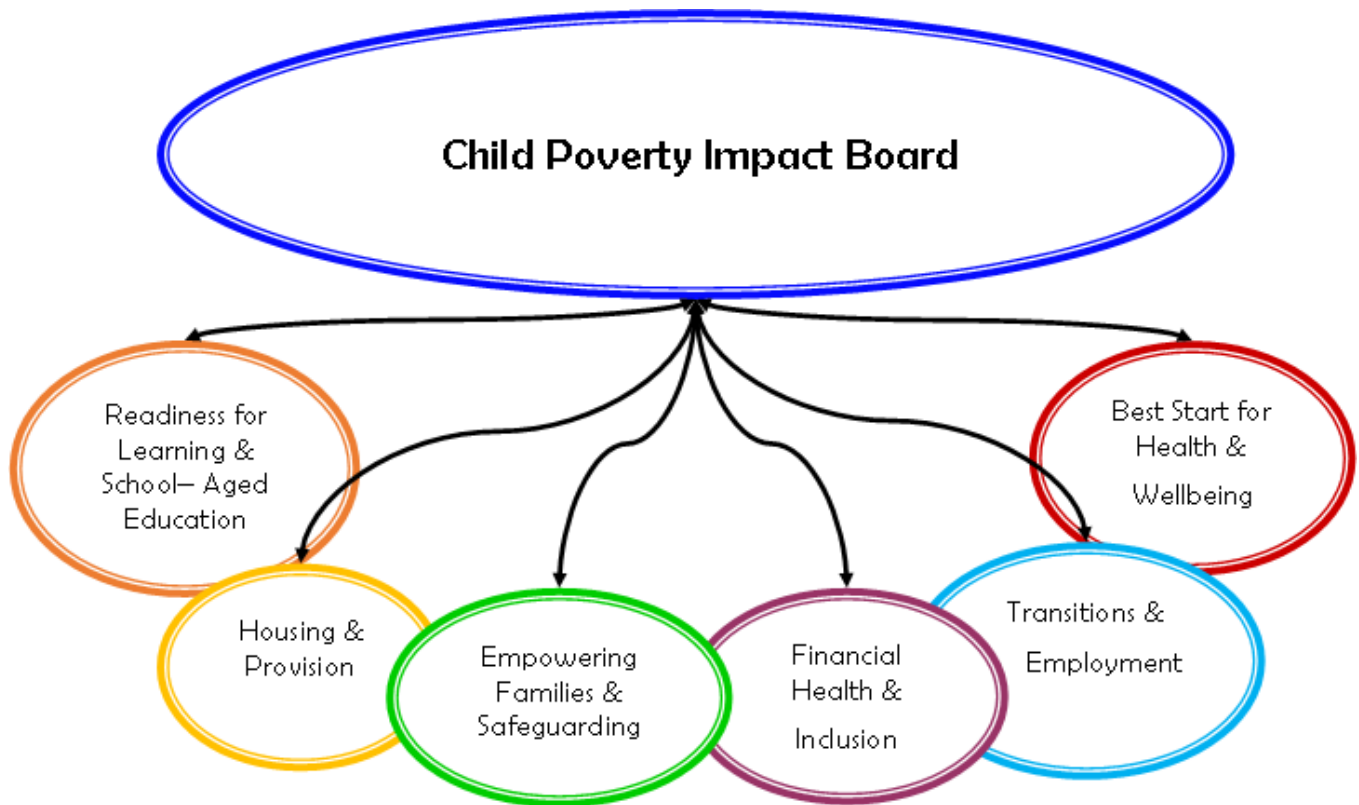 Child Poverty Impact Board
Readiness for
Learning &
School– Aged
Education
Housing &
Provision
Empowering
Families &
Safeguarding
Financial
Health &
Inclusion
Transitions &
Employment
Best Start for
Health &
Wellbeing